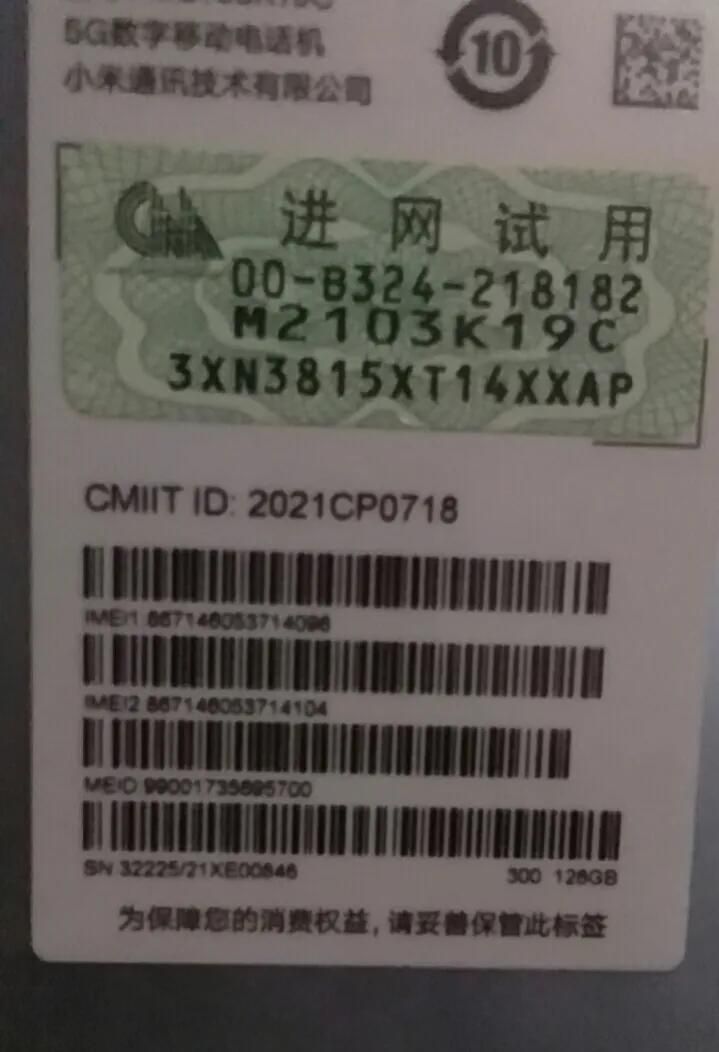 5G数字移动电话机
小米通讯技术有限公司
10
进网试用
00-B324-218182
M2103K19C
3XN3815XT14XXAP
CMIIT ID: 2021CP0718
IMEI1 867146053714096
IMEI2 867146053714104
MEID 99001735695700
SN 32225/21XE00846
300 128GB
为保障您的消费权益，请妥善保管此标签